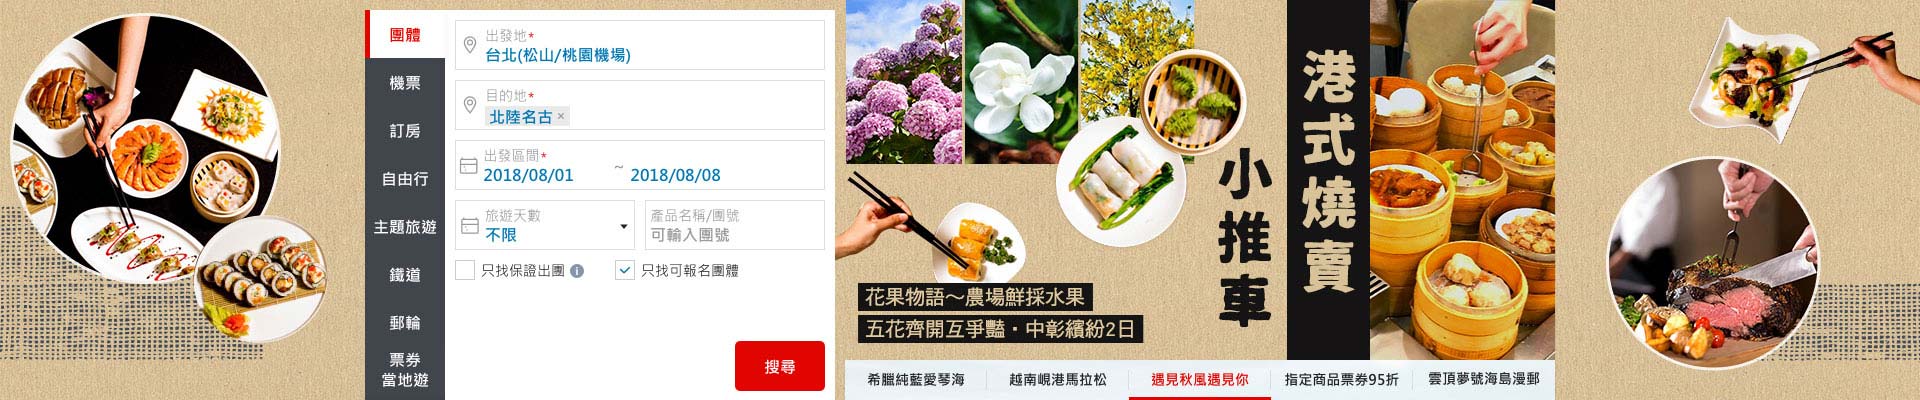 團體
機票
訂房
自由行
主題旅遊
鐵道
郵輪
票券
當地遊
出發地*
台北(松山/桃園機場)
目的地*
北陸名古 ×
出發區間*
2018/08/01 ~ 2018/08/08
旅遊天數
不限
產品名稱/團號
可輸入團號
只找保證出團 i
只找可報名團體
搜尋
港式燒賣
小推車
花果物語～農場鮮採水果
五花齊開互爭豔・中彰繽紛2日
希臘純藍愛琴海
越南峴港馬拉松
遇見秋風遇見你
指定商品票券95折
雲頂夢號海島漫郵